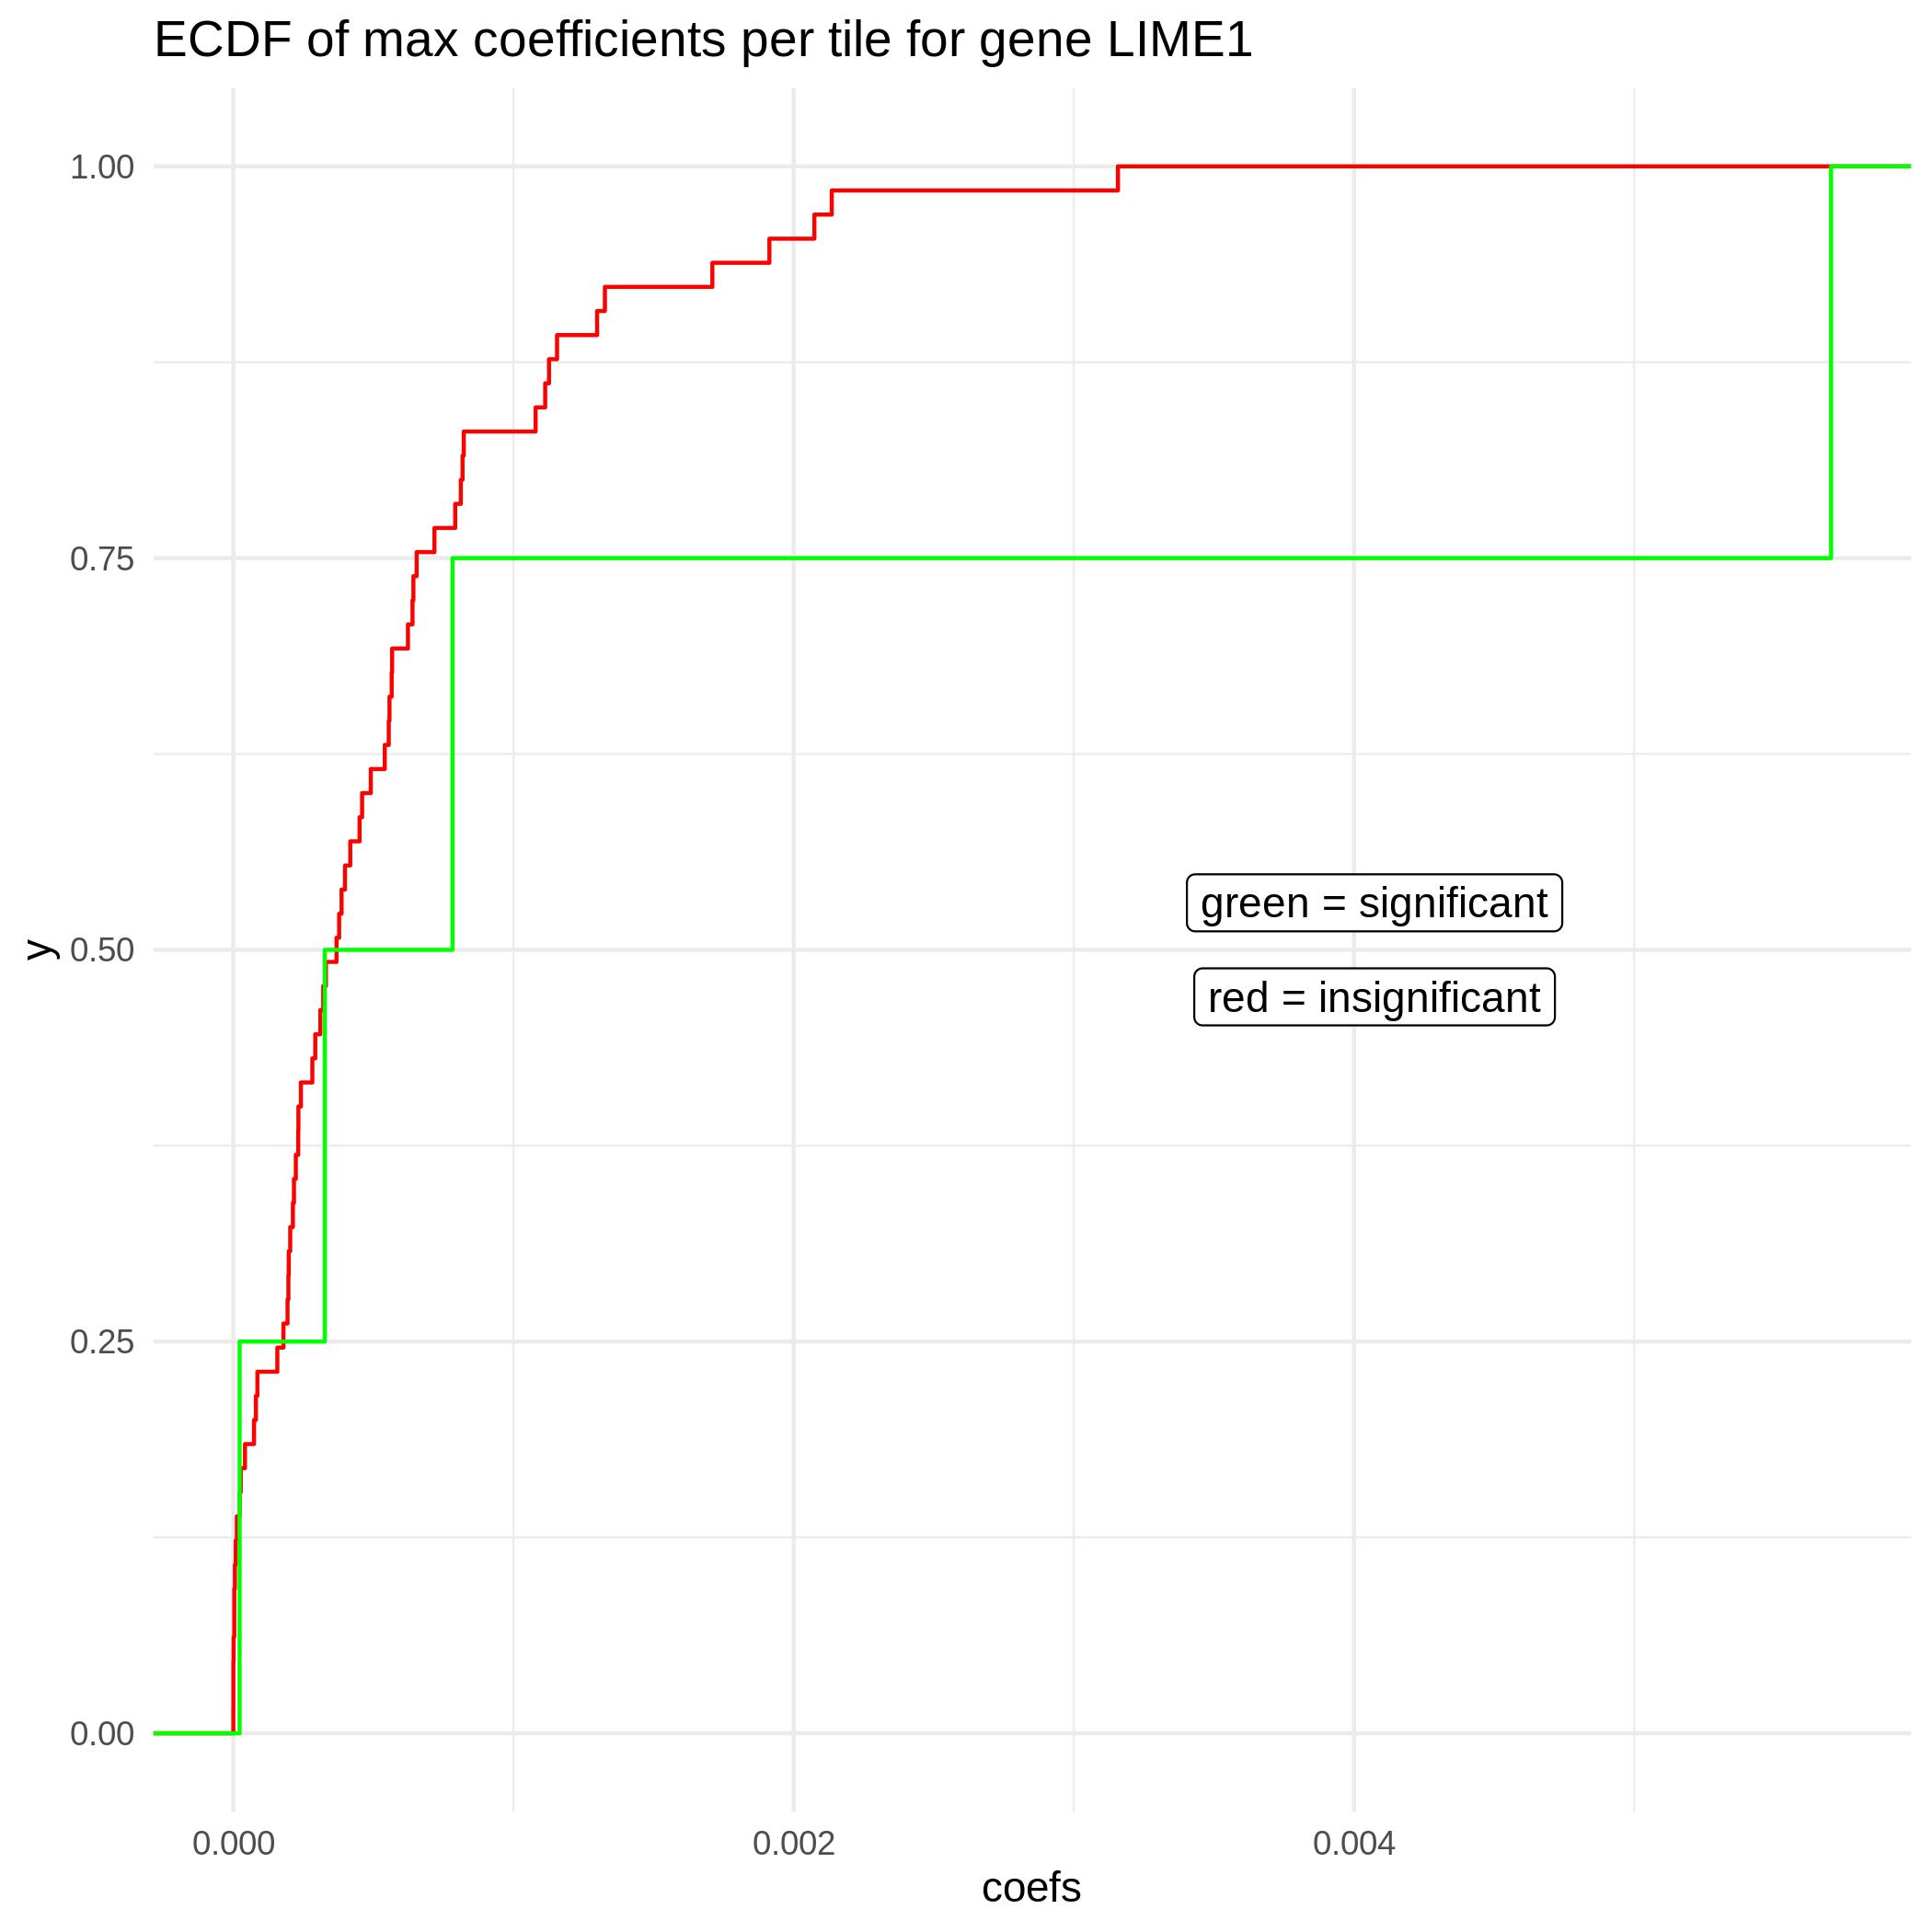 ECDF of max coefficients per tile for gene LIME1
1.00
0.75
0.50
0.25
0.00
y
green = significant
red = insignificant
0.000
0.002
0.004
coefs